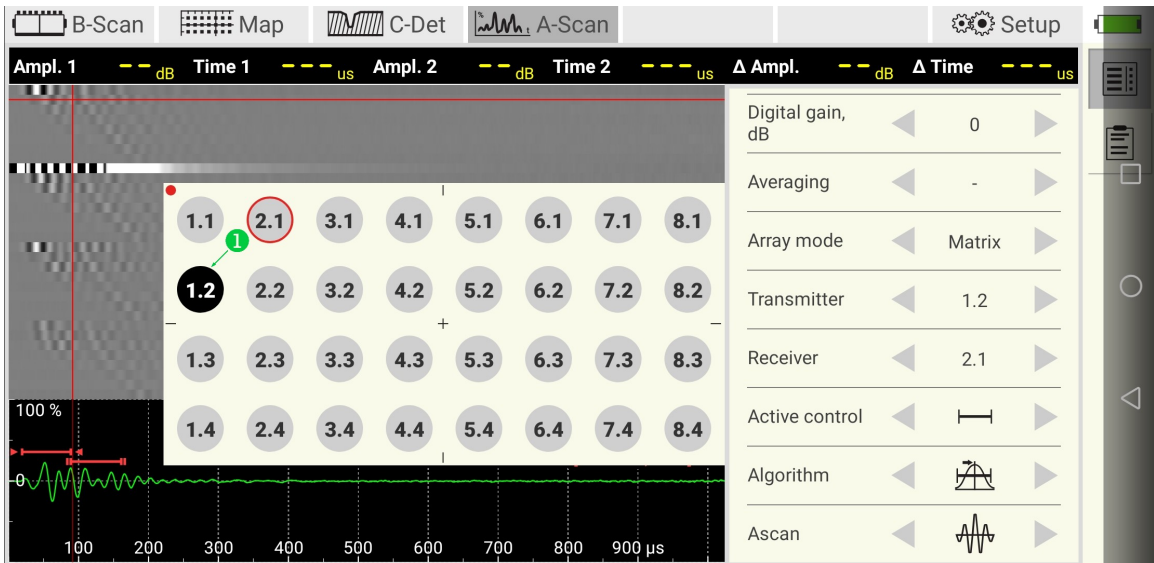 B-Scan Map C-Det A-Scan Setup
Ampl. 1 -- dB Time 1 --- us Ampl. 2 -- dB Time 2 --- us Δ Ampl. -- dB Δ Time --- us
Digital gain, dB 0
Averaging -
Array mode Matrix
Transmitter 1.2
Receiver 2.1
Active control
Algorithm
Ascan
1.1 2.1 3.1 4.1 5.1 6.1 7.1 8.1
1
1.2 2.2 3.2 4.2 5.2 6.2 7.2 8.2
1.3 2.3 3.3 4.3 5.3 6.3 7.3 8.3
1.4 2.4 3.4 4.4 5.4 6.4 7.4 8.4
100 %
0
100 200 300 400 500 600 700 800 900 µs